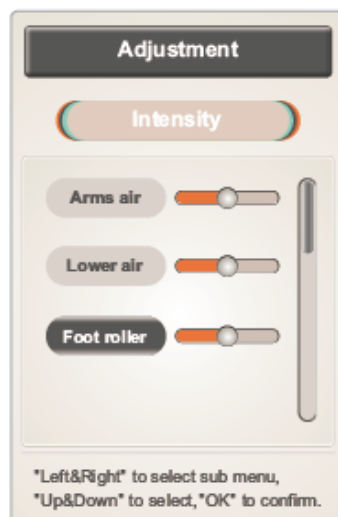 Adjustment
Intensity
Arms air
Lower air
Foot roller
"Left&Right" to select sub menu,
"Up&Down" to select, "OK" to confirm.